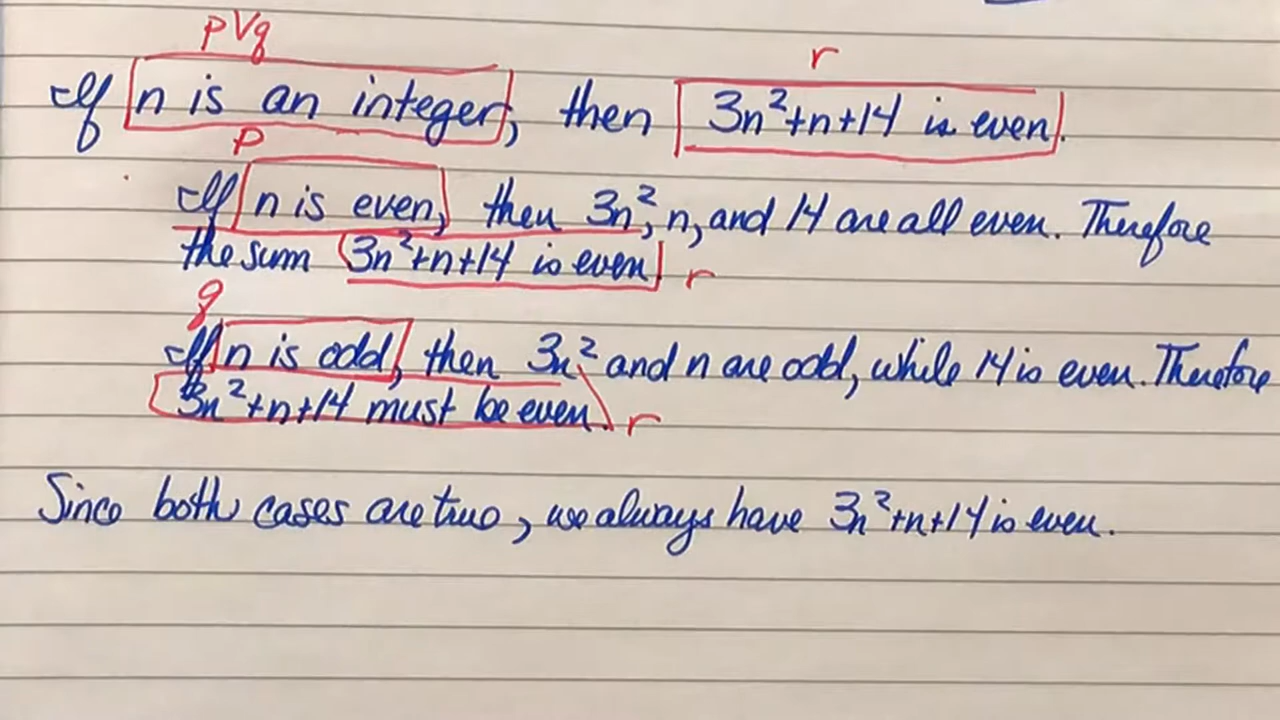 p∨q
r
If n is an integer, then 3n²+n+14 is even.
p
If n is even, then 3n², n, and 14 are all even. Therefore
the sum 3n²+n+14 is even r
q
If n is odd, then 3n² and n are odd, while 14 is even. Therefore
3n²+n+14 must be even. r
Since both cases are true, we always have 3n²+n+14 is even.